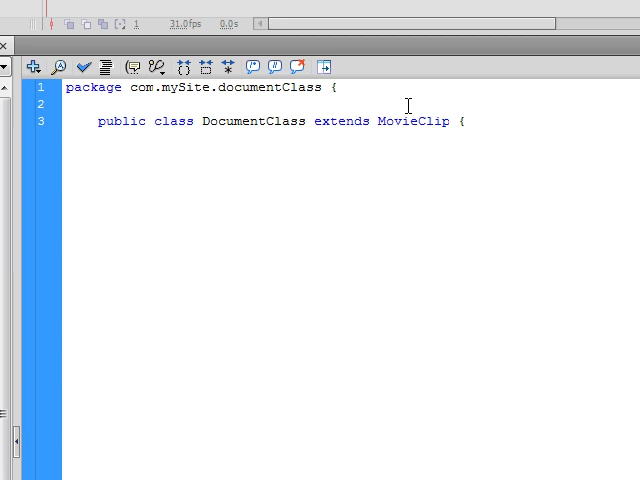 1 31.0fps 0.0s
1 package com.mySite.documentClass {
2
3 public class DocumentClass extends MovieClip {